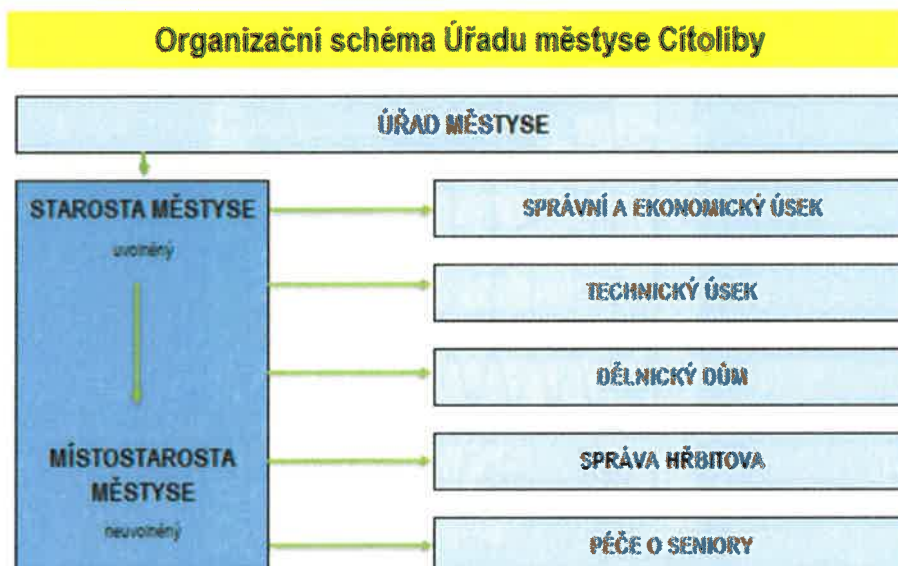 Organizační schéma Úřadu městyse Cítoliby
ÚŘAD MĚSTYSE
STAROSTA MĚSTYSE
uvolněný
MÍSTOSTAROSTA
MĚSTYSE
neuvolněný
SPRÁVNÍ A EKONOMICKÝ ÚSEK
TECHNICKÝ ÚSEK
DĚLNICKÝ DŮM
SPRÁVA HŘBITOVA
PÉČE O SENIORY